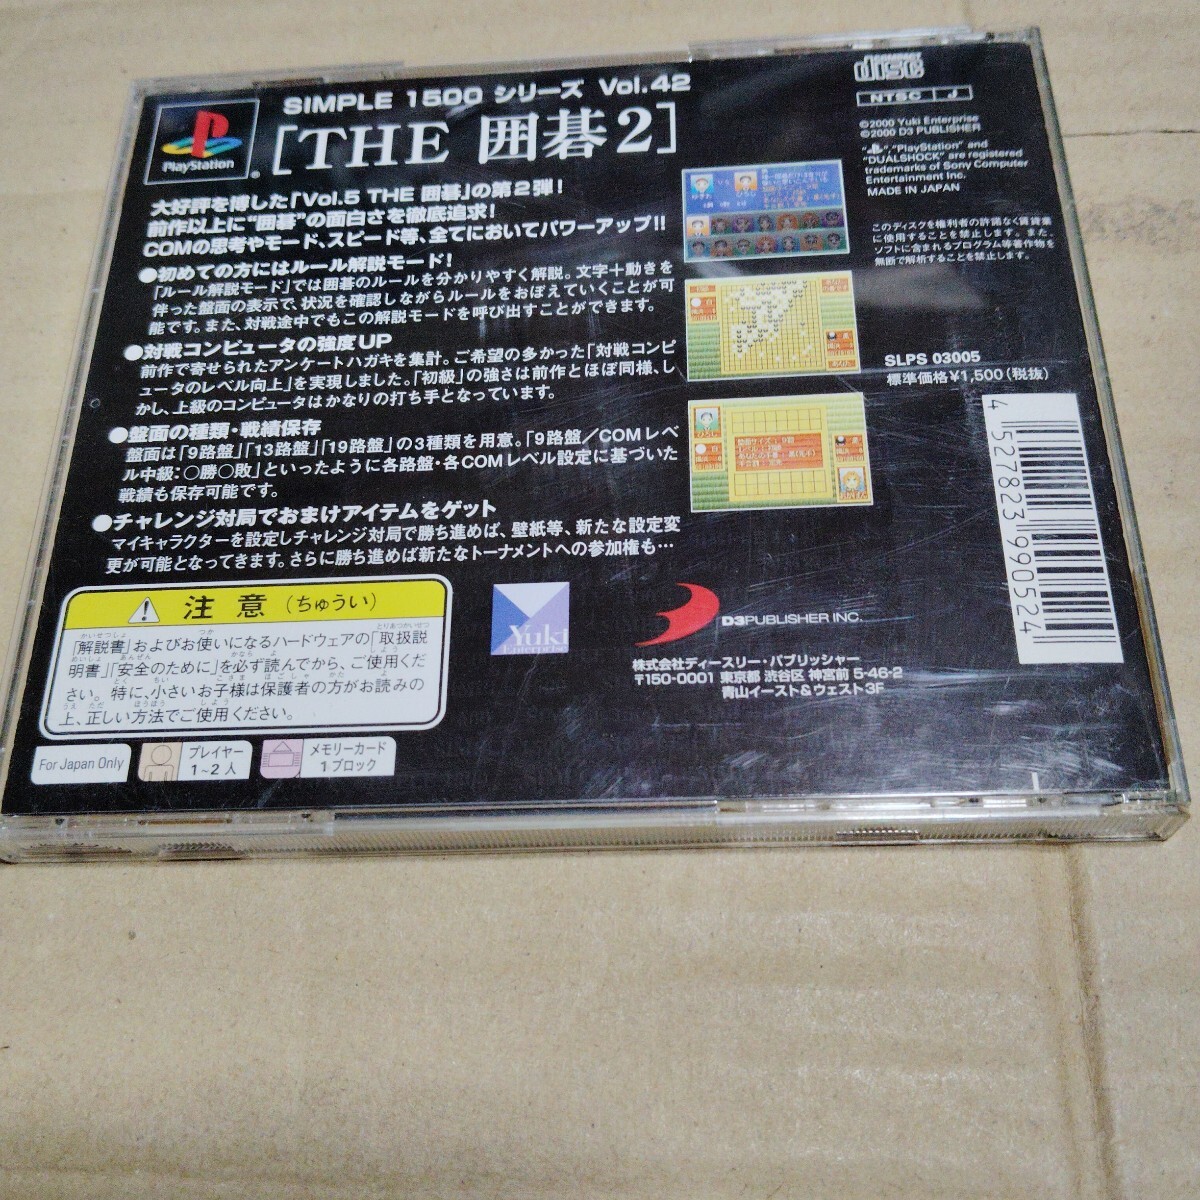 SIMPLE 1500 シリーズ Vol.42
[THE 囲碁2]
PlayStation
大好評を博した「Vol.5 THE 囲碁」の第2弾!
前作以上に"囲碁"の面白さを徹底追求!
COMの思考やモード、スピード等、全てにおいてパワーアップ!!
●初めての方にはルール解説モード!
「ルール解説モード」では囲碁のルールを分かりやすく解説。文字+動きを
伴った盤面の表示で、状況を確認しながらルールをおぼえていくことが可
能です。また、対戦途中でもこの解説モードを呼び出すことができます。
●対戦コンピュータの強度UP
前作で寄せられたアンケートハガキを集計。ご希望の多かった「対戦コンピ
ュータのレベル向上」を実現しました。「初級」の強さは前作とほぼ同様、し
かし、上級のコンピュータはかなりの打ち手となっています。
●盤面の種類・戦績保存
盤面は「9路盤」「13路盤」「19路盤」の3種類を用意。「9路盤/COMレベ
ル中級:○勝○敗」といったように各路盤・各COMレベル設定に基づいた
戦績も保存可能です。
●チャレンジ対局でおまけアイテムをゲット
マイキャラクターを設定しチャレンジ対局で勝ち進めば、壁紙等、新たな設定変
更が可能となってきます。さらに勝ち進めば新たなトーナメントへの参加権も…
COMPACT
disc
NTSC J
©2000 Yuki Enterprise
©2000 D3 PUBLISHER
"PlayStation" and
"DUALSHOCK" are registered
trademarks of Sony Computer
Entertainment Inc.
MADE IN JAPAN
このディスクを権利者の許諾なく賃貸業
に使用することを禁止します。また、
ソフトに含まれるプログラム等著作物を
無断で解析することを禁止します。
SLPS 03005
標準価格¥1,500(税抜)
4 527823 990524
注意(ちゅうい)
「解説書」およびお使いになるハードウェアの「取扱説
明書」「安全のために」を必ず読んでから、ご使用くだ
さい。特に、小さいお子様は保護者の方がお読みの
上、正しい方法でご使用ください。
For Japan Only
プレイヤー
1~2人
メモリーカード
1ブロック
Yuki
Enterprise
D3PUBLISHER INC.
株式会社ディースリー・パブリッシャー
〒150-0001 東京都 渋谷区 神宮前 5-46-2
青山イースト&ウェスト3F